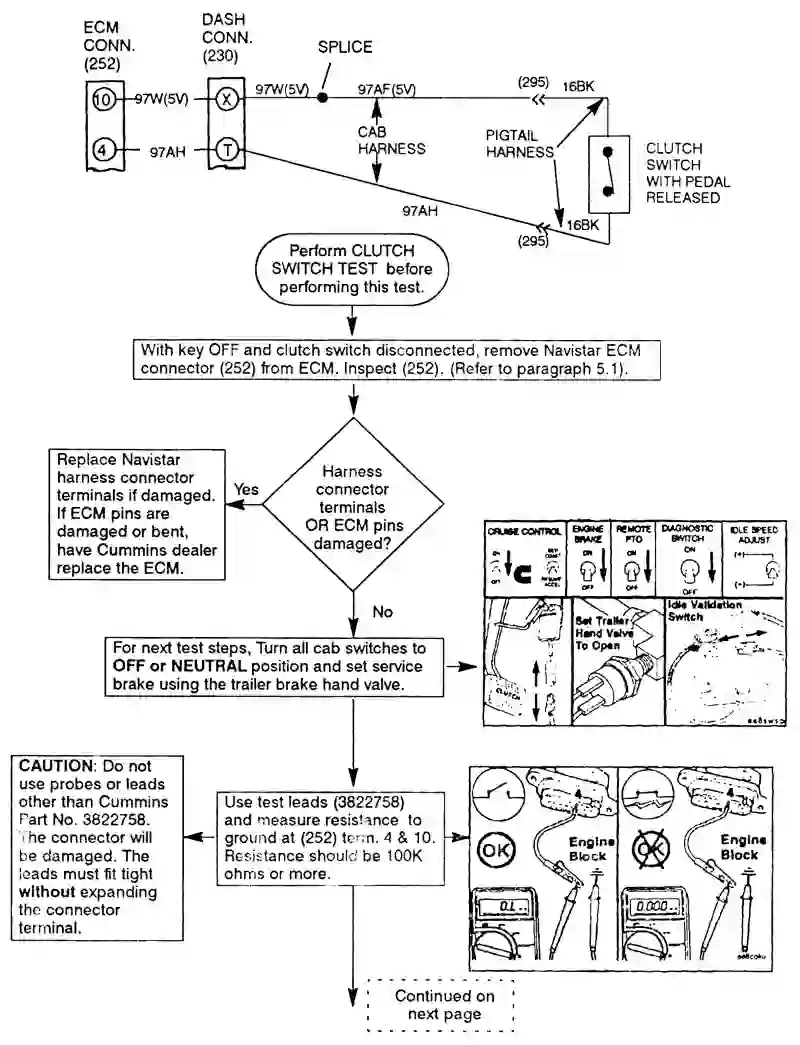 ECM
CONN.
(252)
DASH
CONN.
(230)
SPLICE
10
97W(5V)
X
97W(5V)
97AF(5V)
(295)
16BK
4
97AH
T
CAB
HARNESS
PIGTAIL
HARNESS
CLUTCH
SWITCH
WITH PEDAL
RELEASED
97AH
16BK
(295)
Perform CLUTCH
SWITCH TEST before
performing this test.
With key OFF and clutch switch disconnected, remove Navistar ECM
connector (252) from ECM. Inspect (252). (Refer to paragraph 5.1).
Replace Navistar
harness connector
terminals if damaged.
If ECM pins are
damaged or bent,
have Cummins dealer
replace the ECM.
Yes
Harness
connector
terminals
OR ECM pins
damaged?
No
CRUISE CONTROL
ON
OFF
ENGINE
BRAKE
ON
OFF
REMOTE
PTO
ON
OFF
DIAGNOSTIC
SWITCH
ON
OFF
IDLE SPEED
ADJUST
(+)
(-)
For next test steps, Turn all cab switches to
OFF or NEUTRAL position and set service
brake using the trailer brake hand valve.
CLUTCH
Set Trailer
Hand Valve
To Open
Idle Validation
Switch
CAUTION: Do not
use probes or leads
other than Cummins
Part No. 3822758.
The connector will
be damaged. The
leads must fit tight
without expanding
the connector
terminal.
Use test leads (3822758)
and measure resistance to
ground at (252) term. 4 & 10.
Resistance should be 100K
ohms or more.
OK
Engine
Block
0.L
OK
Engine
Block
0.000
Continued on
next page